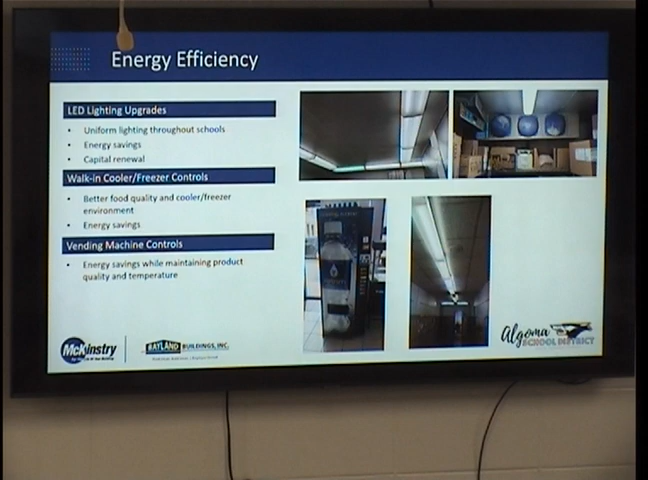 Energy Efficiency
LED Lighting Upgrades
• Uniform lighting throughout schools
• Energy savings
• Capital renewal
Walk-in Cooler/Freezer Controls
• Better food quality and cooler/freezer
environment
• Energy savings
Vending Machine Controls
• Energy savings while maintaining product
quality and temperature
McKinstry
BAYLAND BUILDINGS, INC.
Algoma
SCHOOL DISTRICT